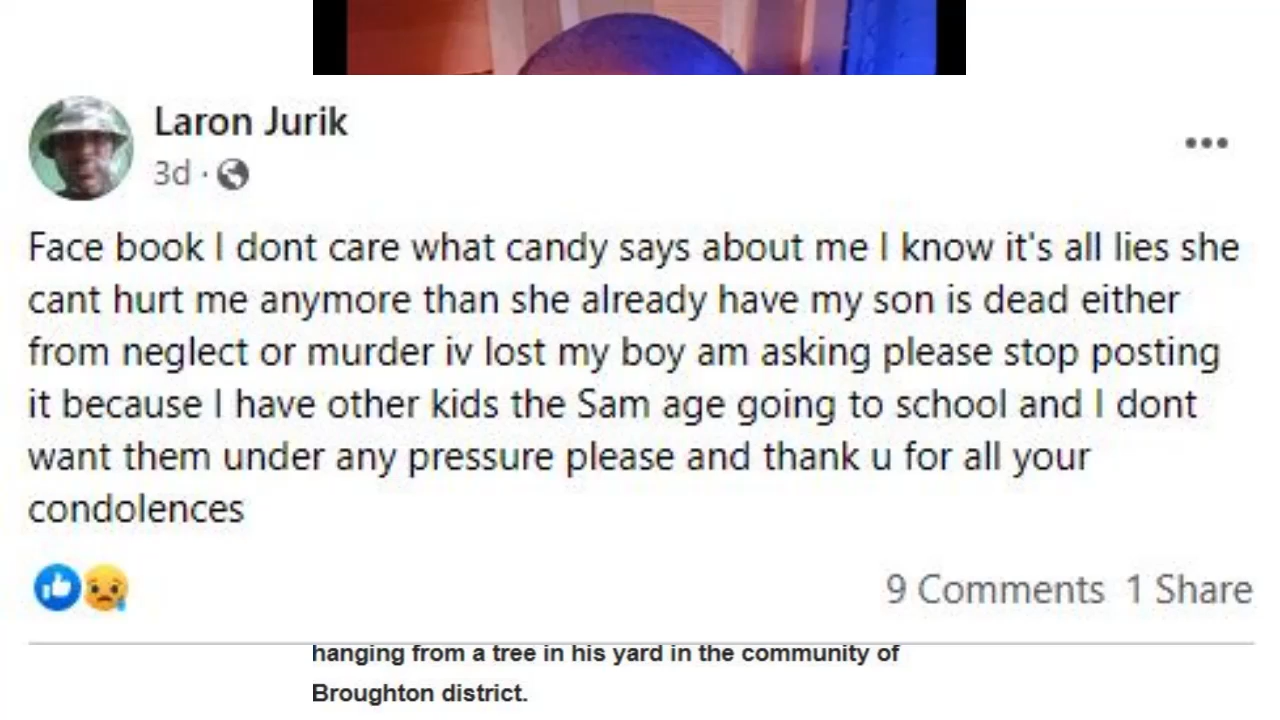 Laron Jurik
3d ·
Face book I dont care what candy says about me I know it's all lies she
cant hurt me anymore than she already have my son is dead either
from neglect or murder iv lost my boy am asking please stop posting
it because I have other kids the Sam age going to school and I dont
want them under any pressure please and thank u for all your
condolences
9 Comments 1 Share
hanging from a tree in his yard in the community of
Broughton district.